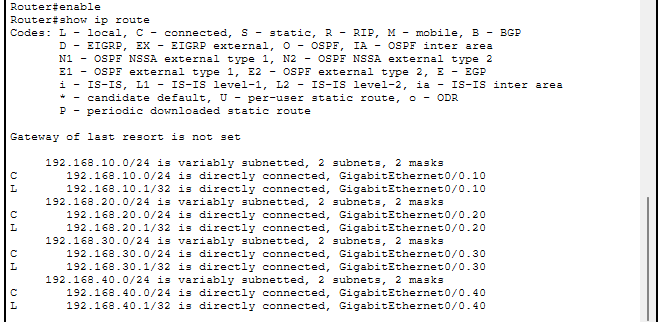 Router#enable
Router#show ip route
Codes: L - local, C - connected, S - static, R - RIP, M - mobile, B - BGP
       D - EIGRP, EX - EIGRP external, O - OSPF, IA - OSPF inter area
       N1 - OSPF NSSA external type 1, N2 - OSPF NSSA external type 2
       E1 - OSPF external type 1, E2 - OSPF external type 2, E - EGP
       i - IS-IS, L1 - IS-IS level-1, L2 - IS-IS level-2, ia - IS-IS inter area
       * - candidate default, U - per-user static route, o - ODR
       P - periodic downloaded static route

Gateway of last resort is not set

     192.168.10.0/24 is variably subnetted, 2 subnets, 2 masks
C       192.168.10.0/24 is directly connected, GigabitEthernet0/0.10
L       192.168.10.1/32 is directly connected, GigabitEthernet0/0.10
     192.168.20.0/24 is variably subnetted, 2 subnets, 2 masks
C       192.168.20.0/24 is directly connected, GigabitEthernet0/0.20
L       192.168.20.1/32 is directly connected, GigabitEthernet0/0.20
     192.168.30.0/24 is variably subnetted, 2 subnets, 2 masks
C       192.168.30.0/24 is directly connected, GigabitEthernet0/0.30
L       192.168.30.1/32 is directly connected, GigabitEthernet0/0.30
     192.168.40.0/24 is variably subnetted, 2 subnets, 2 masks
C       192.168.40.0/24 is directly connected, GigabitEthernet0/0.40
L       192.168.40.1/32 is directly connected, GigabitEthernet0/0.40